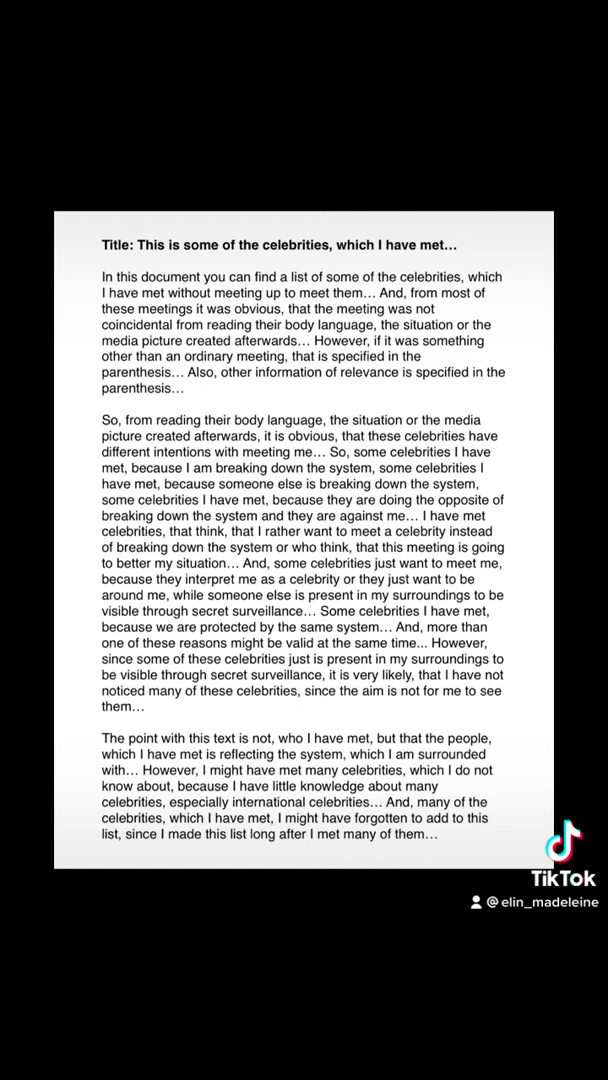 Title: This is some of the celebrities, which I have met…
In this document you can find a list of some of the celebrities, which
I have met without meeting up to meet them… And, from most of
these meetings it was obvious, that the meeting was not
coincidental from reading their body language, the situation or the
media picture created afterwards… However, if it was something
other than an ordinary meeting, that is specified in the
parenthesis… Also, other information of relevance is specified in the
parenthesis…
So, from reading their body language, the situation or the media
picture created afterwards, it is obvious, that these celebrities have
different intentions with meeting me… So, some celebrities I have
met, because I am breaking down the system, some celebrities I
have met, because someone else is breaking down the system,
some celebrities I have met, because they are doing the opposite of
breaking down the system and they are against me… I have met
celebrities, that think, that I rather want to meet a celebrity instead
of breaking down the system or who think, that this meeting is going
to better my situation… And, some celebrities just want to meet me,
because they interpret me as a celebrity or they just want to be
around me, while someone else is present in my surroundings to be
visible through secret surveillance… Some celebrities I have met,
because we are protected by the same system… And, more than
one of these reasons might be valid at the same time... However,
since some of these celebrities just is present in my surroundings to
be visible through secret surveillance, it is very likely, that I have not
noticed many of these celebrities, since the aim is not for me to see
them…
The point with this text is not, who I have met, but that the people,
which I have met is reflecting the system, which I am surrounded
with… However, I might have met many celebrities, which I do not
know about, because I have little knowledge about many
celebrities, especially international celebrities… And, many of the
celebrities, which I have met, I might have forgotten to add to this
list, since I made this list long after I met many of them…
TikTok
@elin_madeleine